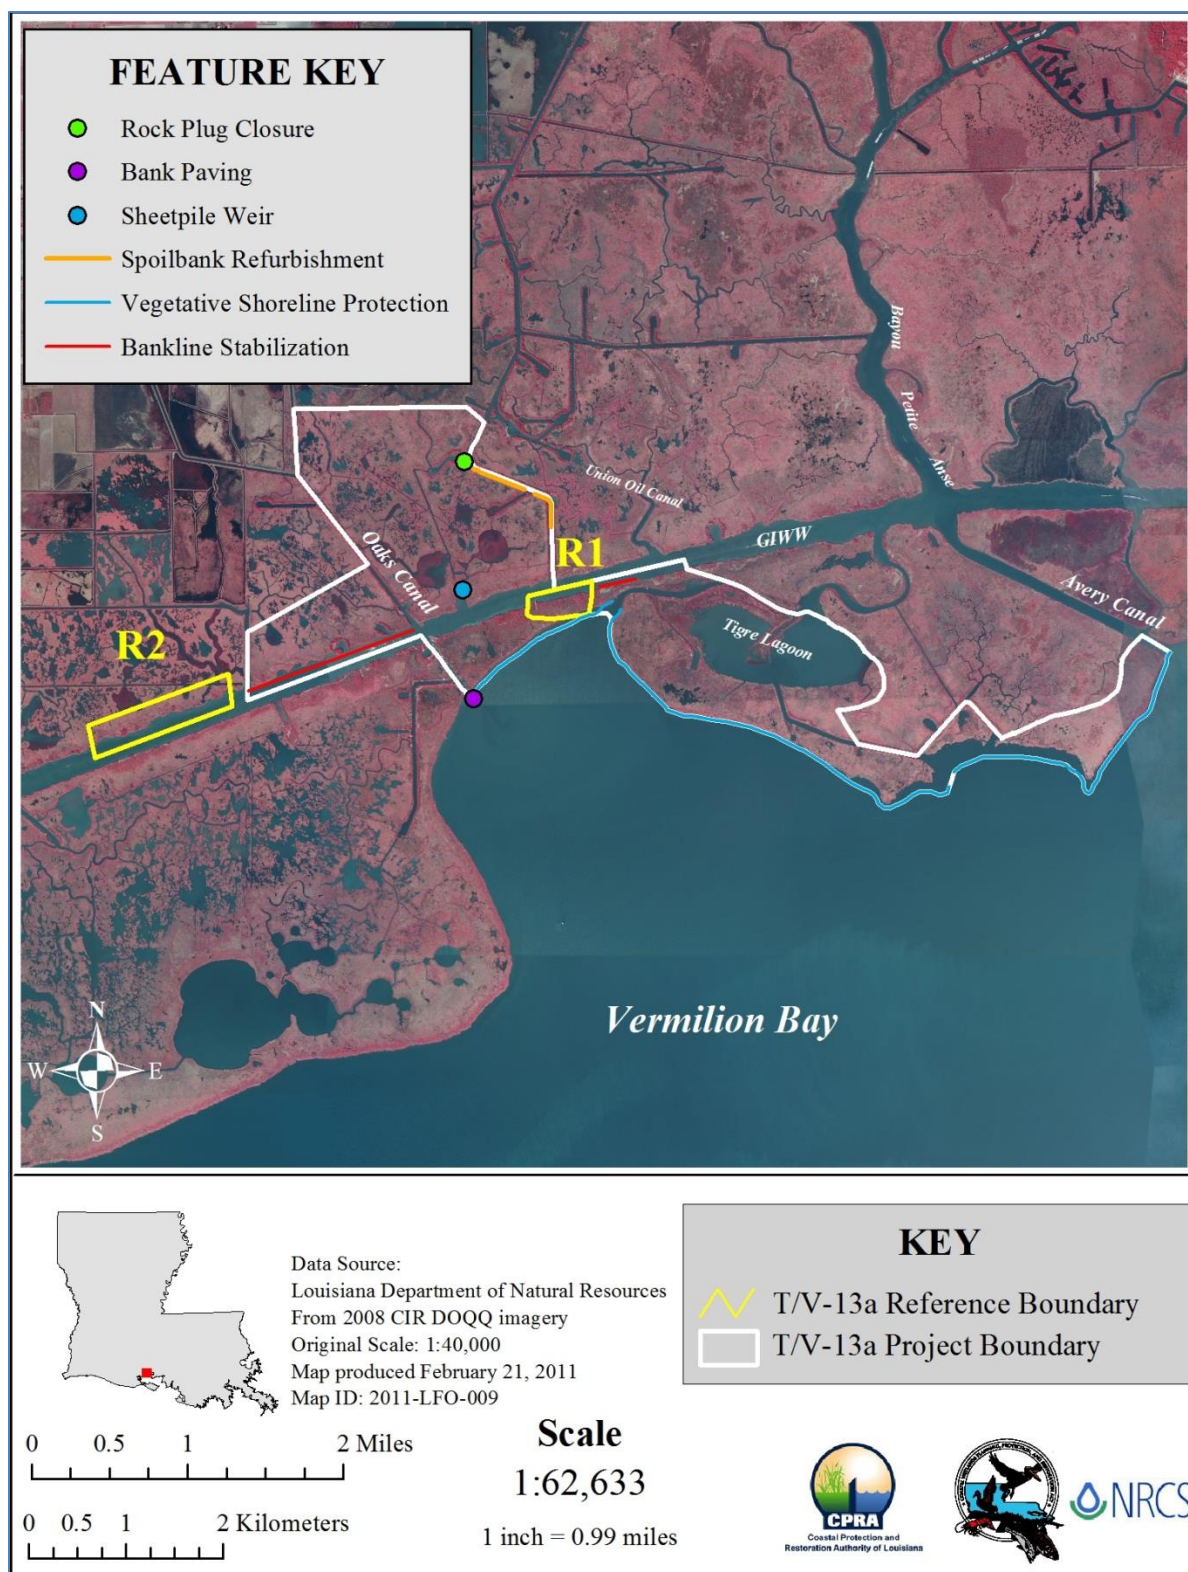 FEATURE KEY
Rock Plug Closure
Bank Paving
Sheetpile Weir
Spoilbank Refurbishment
Vegetative Shoreline Protection
Bankline Stabilization
Bayou
Petite
Anse
Union Oil Canal
Oaks Canal
R1
GIWW
Avery Canal
R2
Tigre Lagoon
Vermilion Bay
N
W E
S
Data Source:
Louisiana Department of Natural Resources
From 2008 CIR DOQQ imagery
Original Scale: 1:40,000
Map produced February 21, 2011
Map ID: 2011-LFO-009
KEY
T/V-13a Reference Boundary
T/V-13a Project Boundary
0 0.5 1 2 Miles
0 0.5 1 2 Kilometers
Scale
1:62,633
1 inch = 0.99 miles
CPRA
Coastal Protection and
Restoration Authority of Louisiana
NRCS